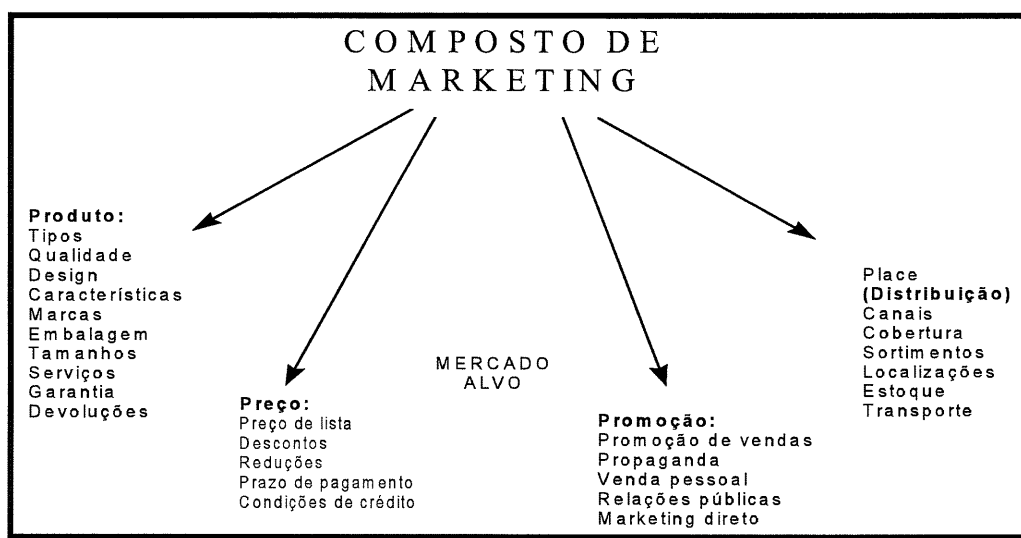 COMPOSTO DE
MARKETING
Produto:
Tipos
Qualidade
Design
Características
Marcas
Embalagem
Tamanhos
Serviços
Garantia
Devoluções
Preço:
Preço de lista
Descontos
Reduções
Prazo de pagamento
Condições de crédito
MERCADO
ALVO
Promoção:
Promoção de vendas
Propaganda
Venda pessoal
Relações públicas
Marketing direto
Place
(Distribuição)
Canais
Cobertura
Sortimentos
Localizações
Estoque
Transporte